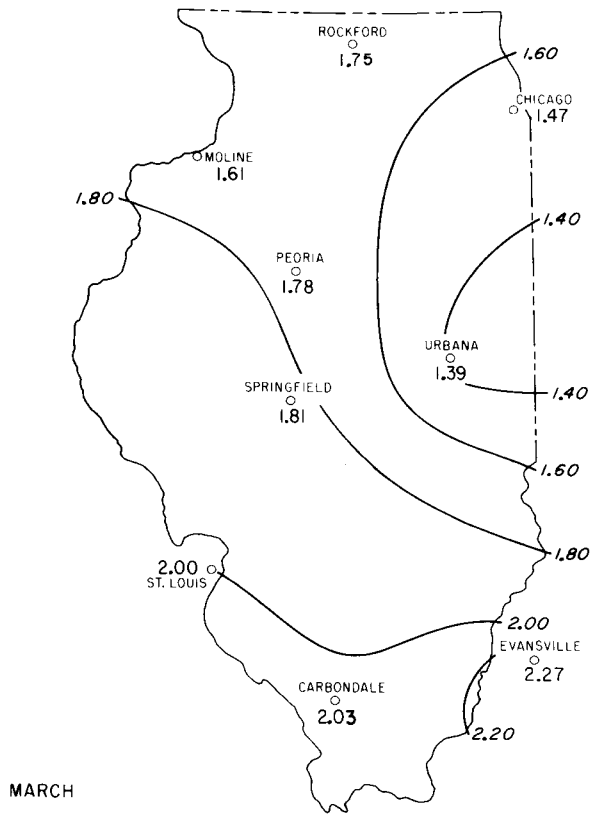 ROCKFORD
1.75
1.60
CHICAGO
1.47
MOLINE
1.61
1.80
1.40
PEORIA
1.78
URBANA
1.39
SPRINGFIELD
1.81
1.40
1.60
1.80
2.00
ST. LOUIS
2.00
EVANSVILLE
2.27
CARBONDALE
2.03
2.20
MARCH